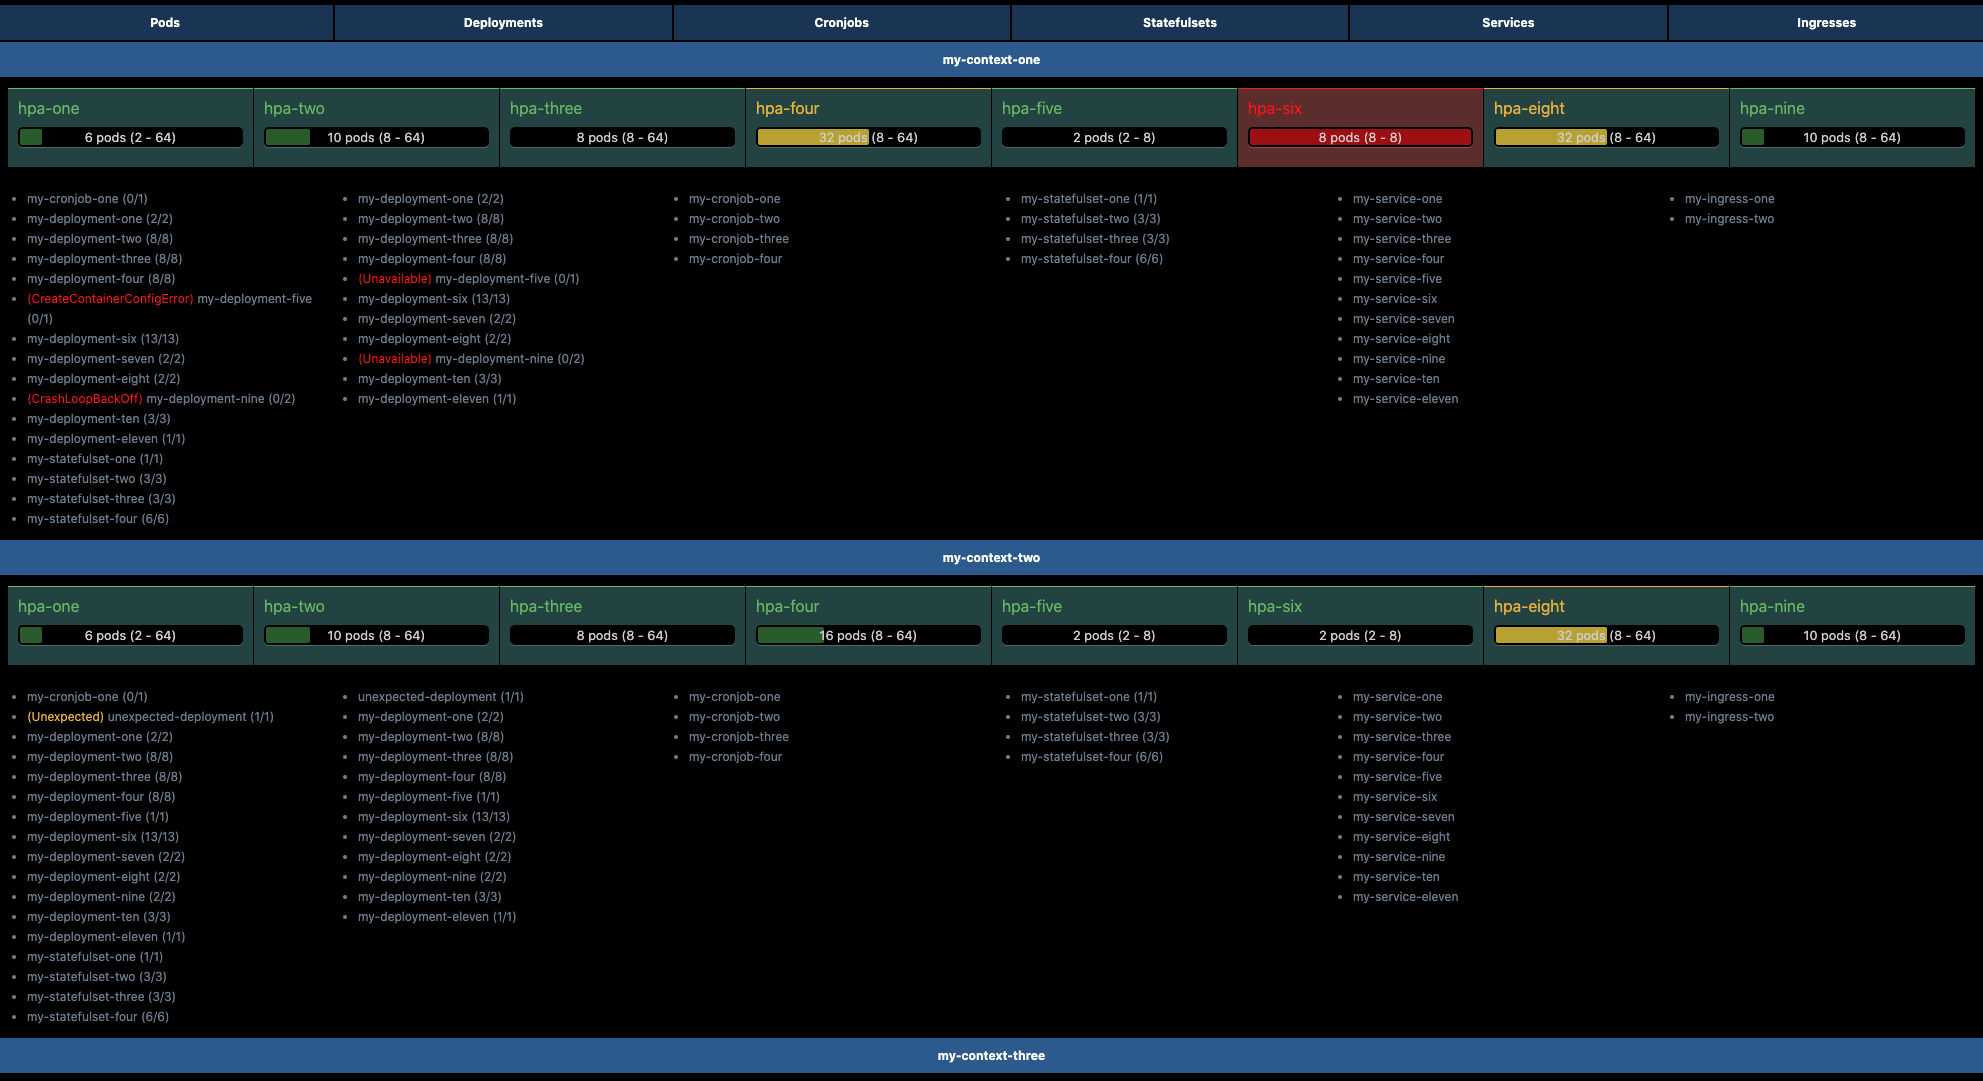 Pods
Deployments
Cronjobs
Statefulsets
Services
Ingresses
my-context-one
hpa-one
6 pods (2 - 64)
hpa-two
10 pods (8 - 64)
hpa-three
8 pods (8 - 64)
hpa-four
32 pods (8 - 64)
hpa-five
2 pods (2 - 8)
hpa-six
8 pods (8 - 8)
hpa-eight
32 pods (8 - 64)
hpa-nine
10 pods (8 - 64)
my-cronjob-one (0/1)
my-deployment-one (2/2)
my-deployment-two (8/8)
my-deployment-three (8/8)
my-deployment-four (8/8)
(CreateContainerConfigError) my-deployment-five
(0/1)
my-deployment-six (13/13)
my-deployment-seven (2/2)
my-deployment-eight (2/2)
(CrashLoopBackOff) my-deployment-nine (0/2)
my-deployment-ten (3/3)
my-deployment-eleven (1/1)
my-statefulset-one (1/1)
my-statefulset-two (3/3)
my-statefulset-three (3/3)
my-statefulset-four (6/6)
my-deployment-one (2/2)
my-deployment-two (8/8)
my-deployment-three (8/8)
my-deployment-four (8/8)
(Unavailable) my-deployment-five (0/1)
my-deployment-six (13/13)
my-deployment-seven (2/2)
my-deployment-eight (2/2)
(Unavailable) my-deployment-nine (0/2)
my-deployment-ten (3/3)
my-deployment-eleven (1/1)
my-cronjob-one
my-cronjob-two
my-cronjob-three
my-cronjob-four
my-statefulset-one (1/1)
my-statefulset-two (3/3)
my-statefulset-three (3/3)
my-statefulset-four (6/6)
my-service-one
my-service-two
my-service-three
my-service-four
my-service-five
my-service-six
my-service-seven
my-service-eight
my-service-nine
my-service-ten
my-service-eleven
my-ingress-one
my-ingress-two
my-context-two
hpa-one
6 pods (2 - 64)
hpa-two
10 pods (8 - 64)
hpa-three
8 pods (8 - 64)
hpa-four
16 pods (8 - 64)
hpa-five
2 pods (2 - 8)
hpa-six
2 pods (2 - 8)
hpa-eight
32 pods (8 - 64)
hpa-nine
10 pods (8 - 64)
my-cronjob-one (0/1)
(Unexpected) unexpected-deployment (1/1)
my-deployment-one (2/2)
my-deployment-two (8/8)
my-deployment-three (8/8)
my-deployment-four (8/8)
my-deployment-five (1/1)
my-deployment-six (13/13)
my-deployment-seven (2/2)
my-deployment-eight (2/2)
my-deployment-nine (2/2)
my-deployment-ten (3/3)
my-deployment-eleven (1/1)
my-statefulset-one (1/1)
my-statefulset-two (3/3)
my-statefulset-three (3/3)
my-statefulset-four (6/6)
unexpected-deployment (1/1)
my-deployment-one (2/2)
my-deployment-two (8/8)
my-deployment-three (8/8)
my-deployment-four (8/8)
my-deployment-five (1/1)
my-deployment-six (13/13)
my-deployment-seven (2/2)
my-deployment-eight (2/2)
my-deployment-nine (2/2)
my-deployment-ten (3/3)
my-deployment-eleven (1/1)
my-cronjob-one
my-cronjob-two
my-cronjob-three
my-cronjob-four
my-statefulset-one (1/1)
my-statefulset-two (3/3)
my-statefulset-three (3/3)
my-statefulset-four (6/6)
my-service-one
my-service-two
my-service-three
my-service-four
my-service-five
my-service-six
my-service-seven
my-service-eight
my-service-nine
my-service-ten
my-service-eleven
my-ingress-one
my-ingress-two
my-context-three